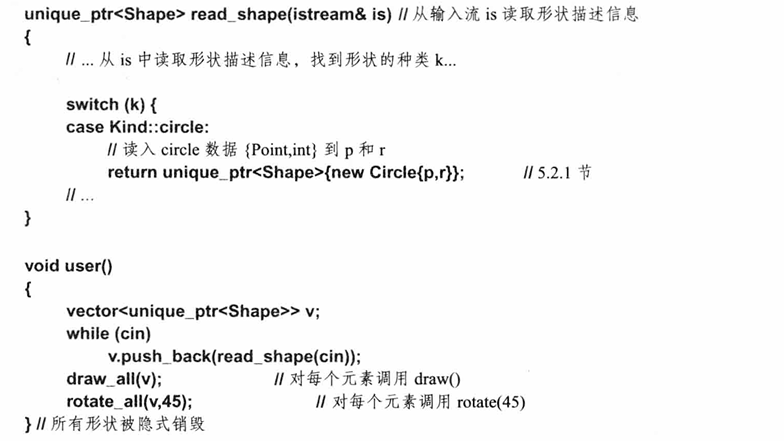 unique_ptr<Shape> read_shape(istream& is) // 从输入流 is 读取形状描述信息
{
// ... 从 is 中读取形状描述信息，找到形状的种类 k...
switch (k) {
case Kind::circle:
// 读入 circle 数据 {Point,int} 到 p 和 r
return unique_ptr<Shape>{new Circle{p,r}}; // 5.2.1 节
// ...
}
void user()
{
vector<unique_ptr<Shape>> v;
while (cin)
v.push_back(read_shape(cin));
draw_all(v); // 对每个元素调用 draw()
rotate_all(v,45); // 对每个元素调用 rotate(45)
} // 所有形状被隐式销毁